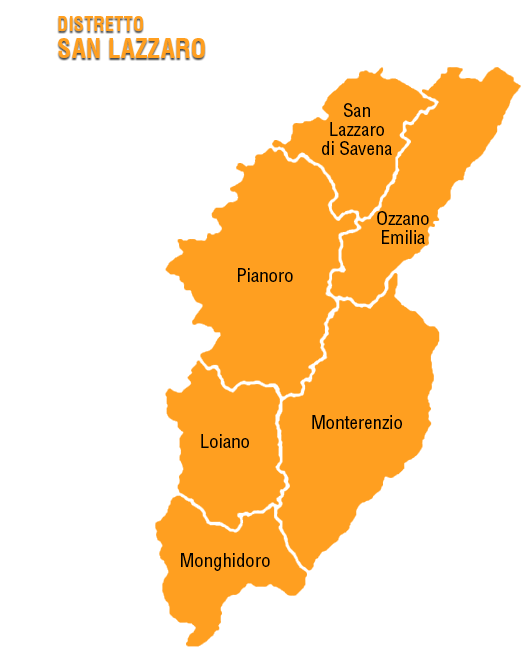 DISTRETTO
SAN LAZZARO
San
Lazzaro
di Savena
Ozzano
Emilia
Pianoro
Monterenzio
Loiano
Monghidoro